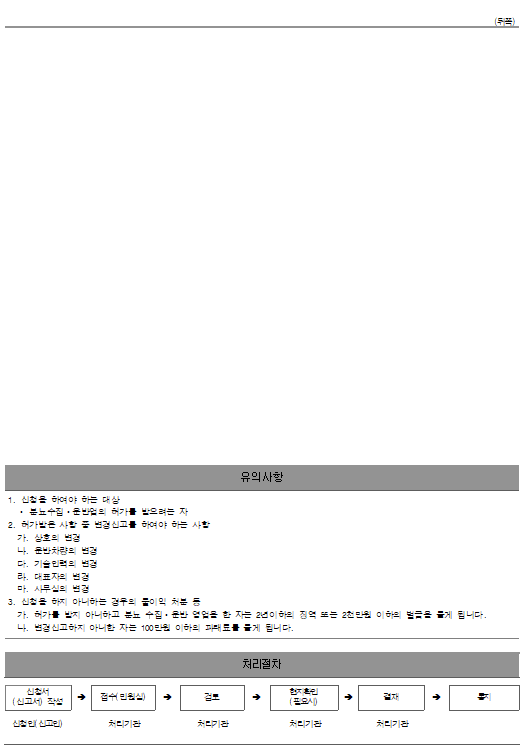 (뒤쪽)
유의사항
1. 신청을 하여야 하는 대상
• 분뇨수집·운반업의 허가를 받으려는 자
2. 허가받은 사항 중 변경신고를 하여야 하는 사항
가. 상호의 변경
나. 운반차량의 변경
다. 기술인력의 변경
라. 대표자의 변경
마. 사무실의 변경
3. 신청을 하지 아니하는 경우의 불이익 처분 등
가. 허가를 받지 아니하고 분뇨 수집·운반 영업을 한 자는 2년이하의 징역 또는 2천만원 이하의 벌금을 물게 됩니다.
나. 변경신고하지 아니한 자는 100만원 이하의 과태료를 물게 됩니다.
처리절차
신청서
(신고서) 작성 ➔ 접수(민원실) ➔ 검토 ➔ 현지확인
(필요시) ➔ 결재 ➔ 통지
신청인(신고인) 처리기관 처리기관 처리기관 처리기관